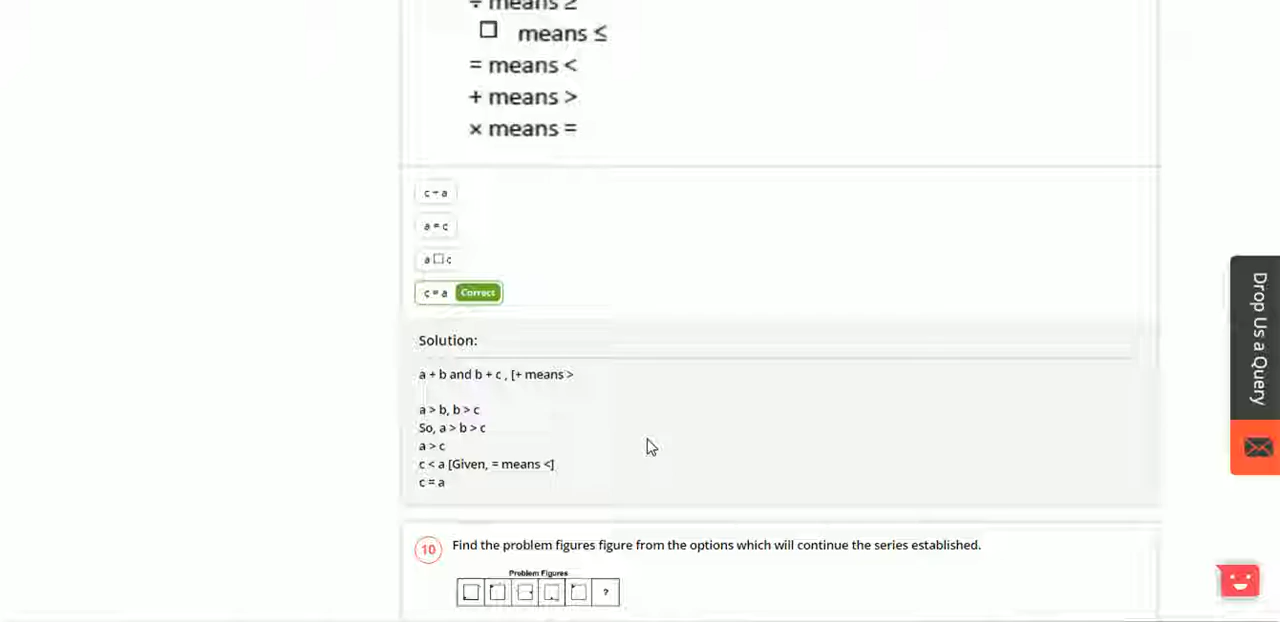 ÷ means ≥
□ means ≤
= means <
+ means >
× means =
c ÷ a
a = c
a □ c
c = a Correct
Solution:
a + b and b + c , [+ means >
a > b, b > c
So, a > b > c
a > c
c < a [Given, = means <]
c = a
10 Find the problem figures figure from the options which will continue the series established.
Problem Figures
?
Drop Us a Query